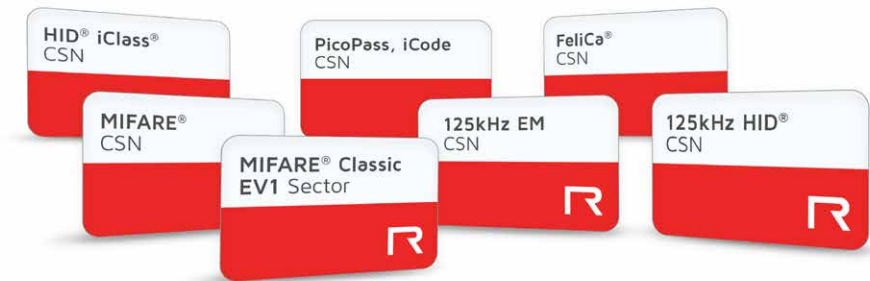 HID® iClass®
CSN
PicoPass, iCode
CSN
FeliCa®
CSN
MIFARE®
CSN
MIFARE® Classic
EV1 Sector
125kHz EM
CSN
125kHz HID®
CSN